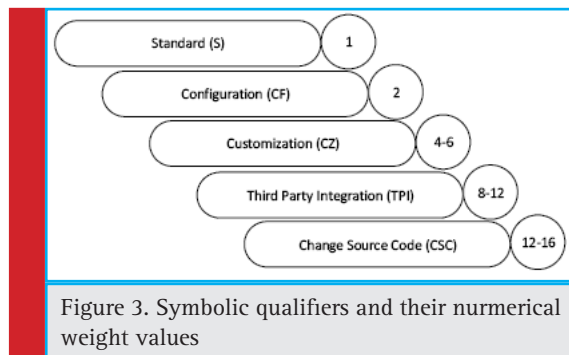 Standard (S) 1
Configuration (CF) 2
Customization (CZ) 4-6
Third Party Integration (TPI) 8-12
Change Source Code (CSC) 12-16
Figure 3. Symbolic qualifiers and their nurmerical
weight values